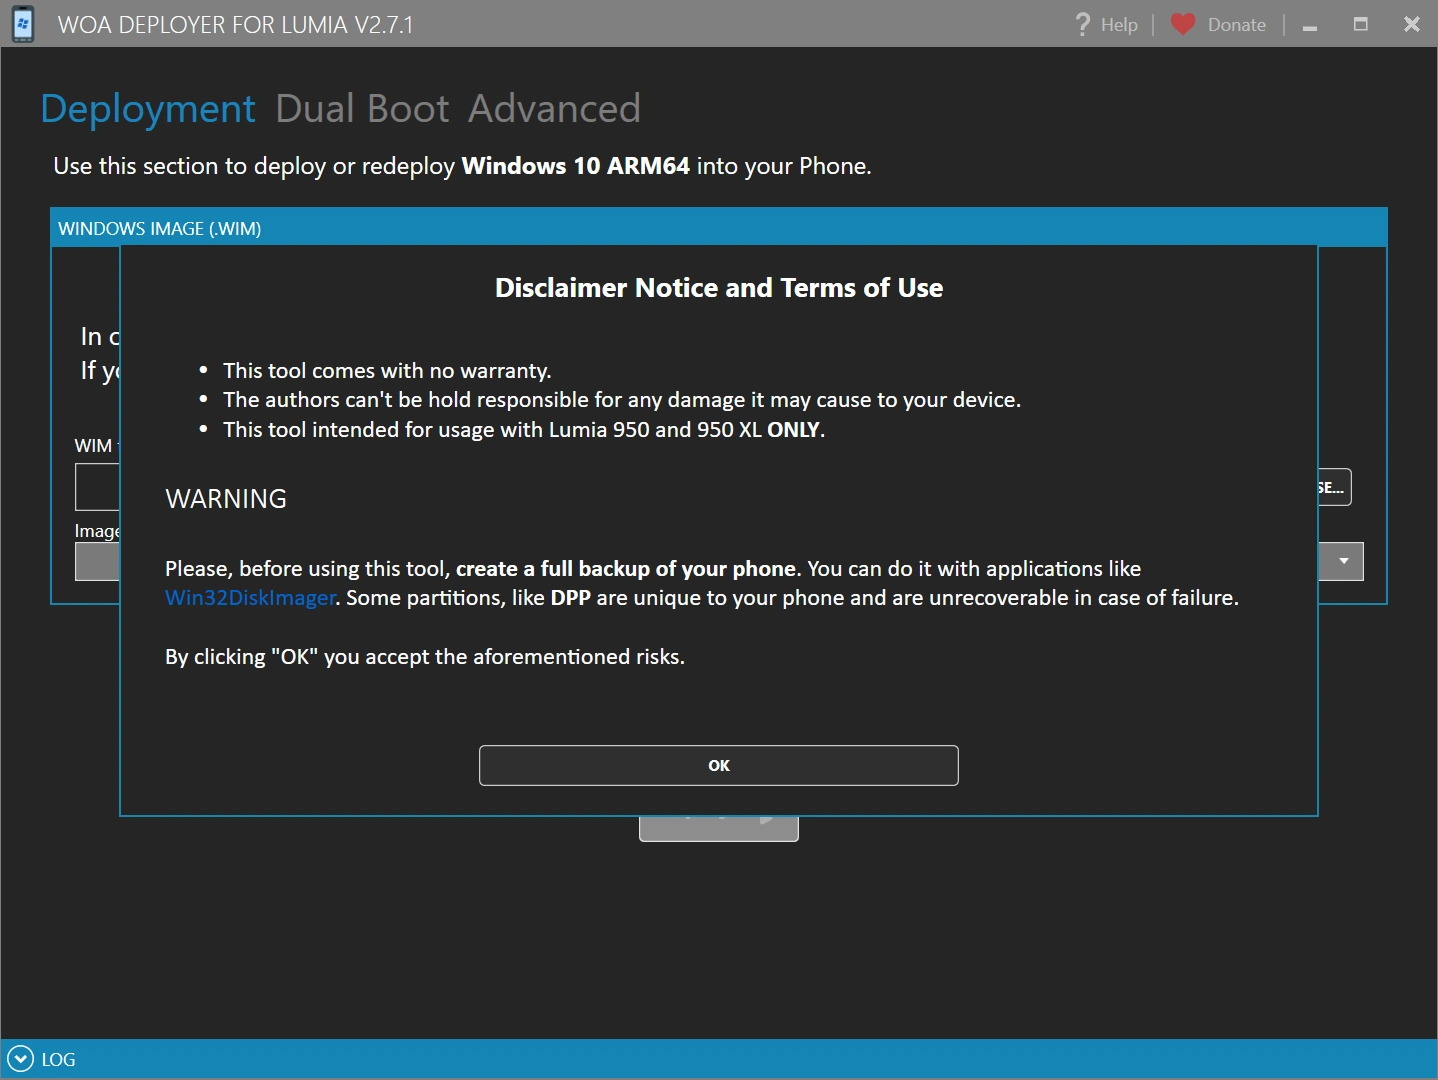 WOA DEPLOYER FOR LUMIA V2.7.1
? Help
Donate
Deployment Dual Boot Advanced
Use this section to deploy or redeploy Windows 10 ARM64 into your Phone.
WINDOWS IMAGE (.WIM)
Disclaimer Notice and Terms of Use
In
If
• This tool comes with no warranty.
• The authors can't be hold responsible for any damage it may cause to your device.
• This tool intended for usage with Lumia 950 and 950 XL ONLY.
WIM
WARNING
Image
Please, before using this tool, create a full backup of your phone. You can do it with applications like
Win32DiskImager. Some partitions, like DPP are unique to your phone and are unrecoverable in case of failure.
By clicking "OK" you accept the aforementioned risks.
OK
LOG